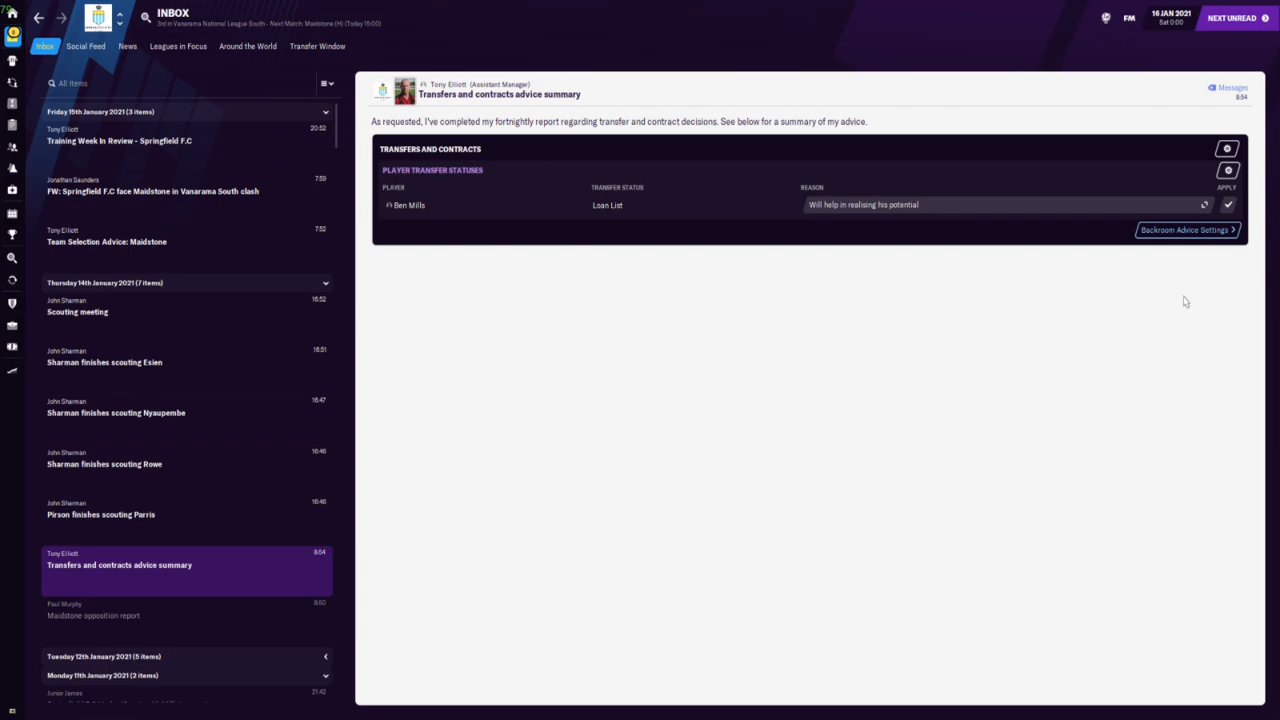 INBOX
3rd in Vanarama National League South - Next Match: Maidstone (H) (Today 15:00)
FM
16 JAN 2021
Sat 0:00
NEXT UNREAD
Inbox
Social Feed
News
Leagues in Focus
Around the World
Transfer Window
All Items
Friday 15th January 2021 (3 items)
Tony Elliott
20:52
Training Week In Review - Springfield F.C
Jonathan Saunders
7:59
FW: Springfield F.C face Maidstone in Vanarama South clash
Tony Elliott
7:52
Team Selection Advice: Maidstone
Thursday 14th January 2021 (7 items)
John Sharman
16:52
Scouting meeting
John Sharman
16:51
Sharman finishes scouting Esien
John Sharman
16:47
Sharman finishes scouting Nyaupembe
John Sharman
16:46
Sharman finishes scouting Rowe
John Sharman
16:46
Pirson finishes scouting Parris
Tony Elliott
8:54
Transfers and contracts advice summary
Paul Murphy
8:50
Maidstone opposition report
Tuesday 12th January 2021 (5 items)
Monday 11th January 2021 (2 items)
Junior James
21:42
Tony Elliott (Assistant Manager)
Transfers and contracts advice summary
Messages
8:54
As requested, I've completed my fortnightly report regarding transfer and contract decisions. See below for a summary of my advice.
TRANSFERS AND CONTRACTS
PLAYER TRANSFER STATUSES
PLAYER
TRANSFER STATUS
REASON
APPLY
Ben Mills
Loan List
Will help in realising his potential
Backroom Advice Settings